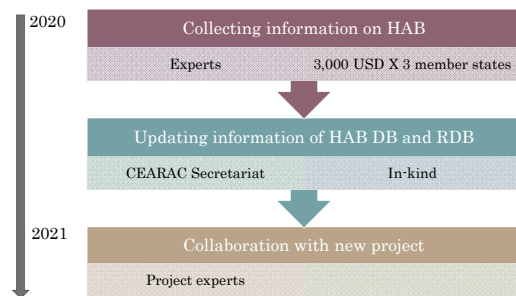 2020
Collecting information on HAB
Experts
3,000 USD X 3 member states
Updating information of HAB DB and RDB
CEARAC Secretariat
In-kind
2021
Collaboration with new project
Project experts